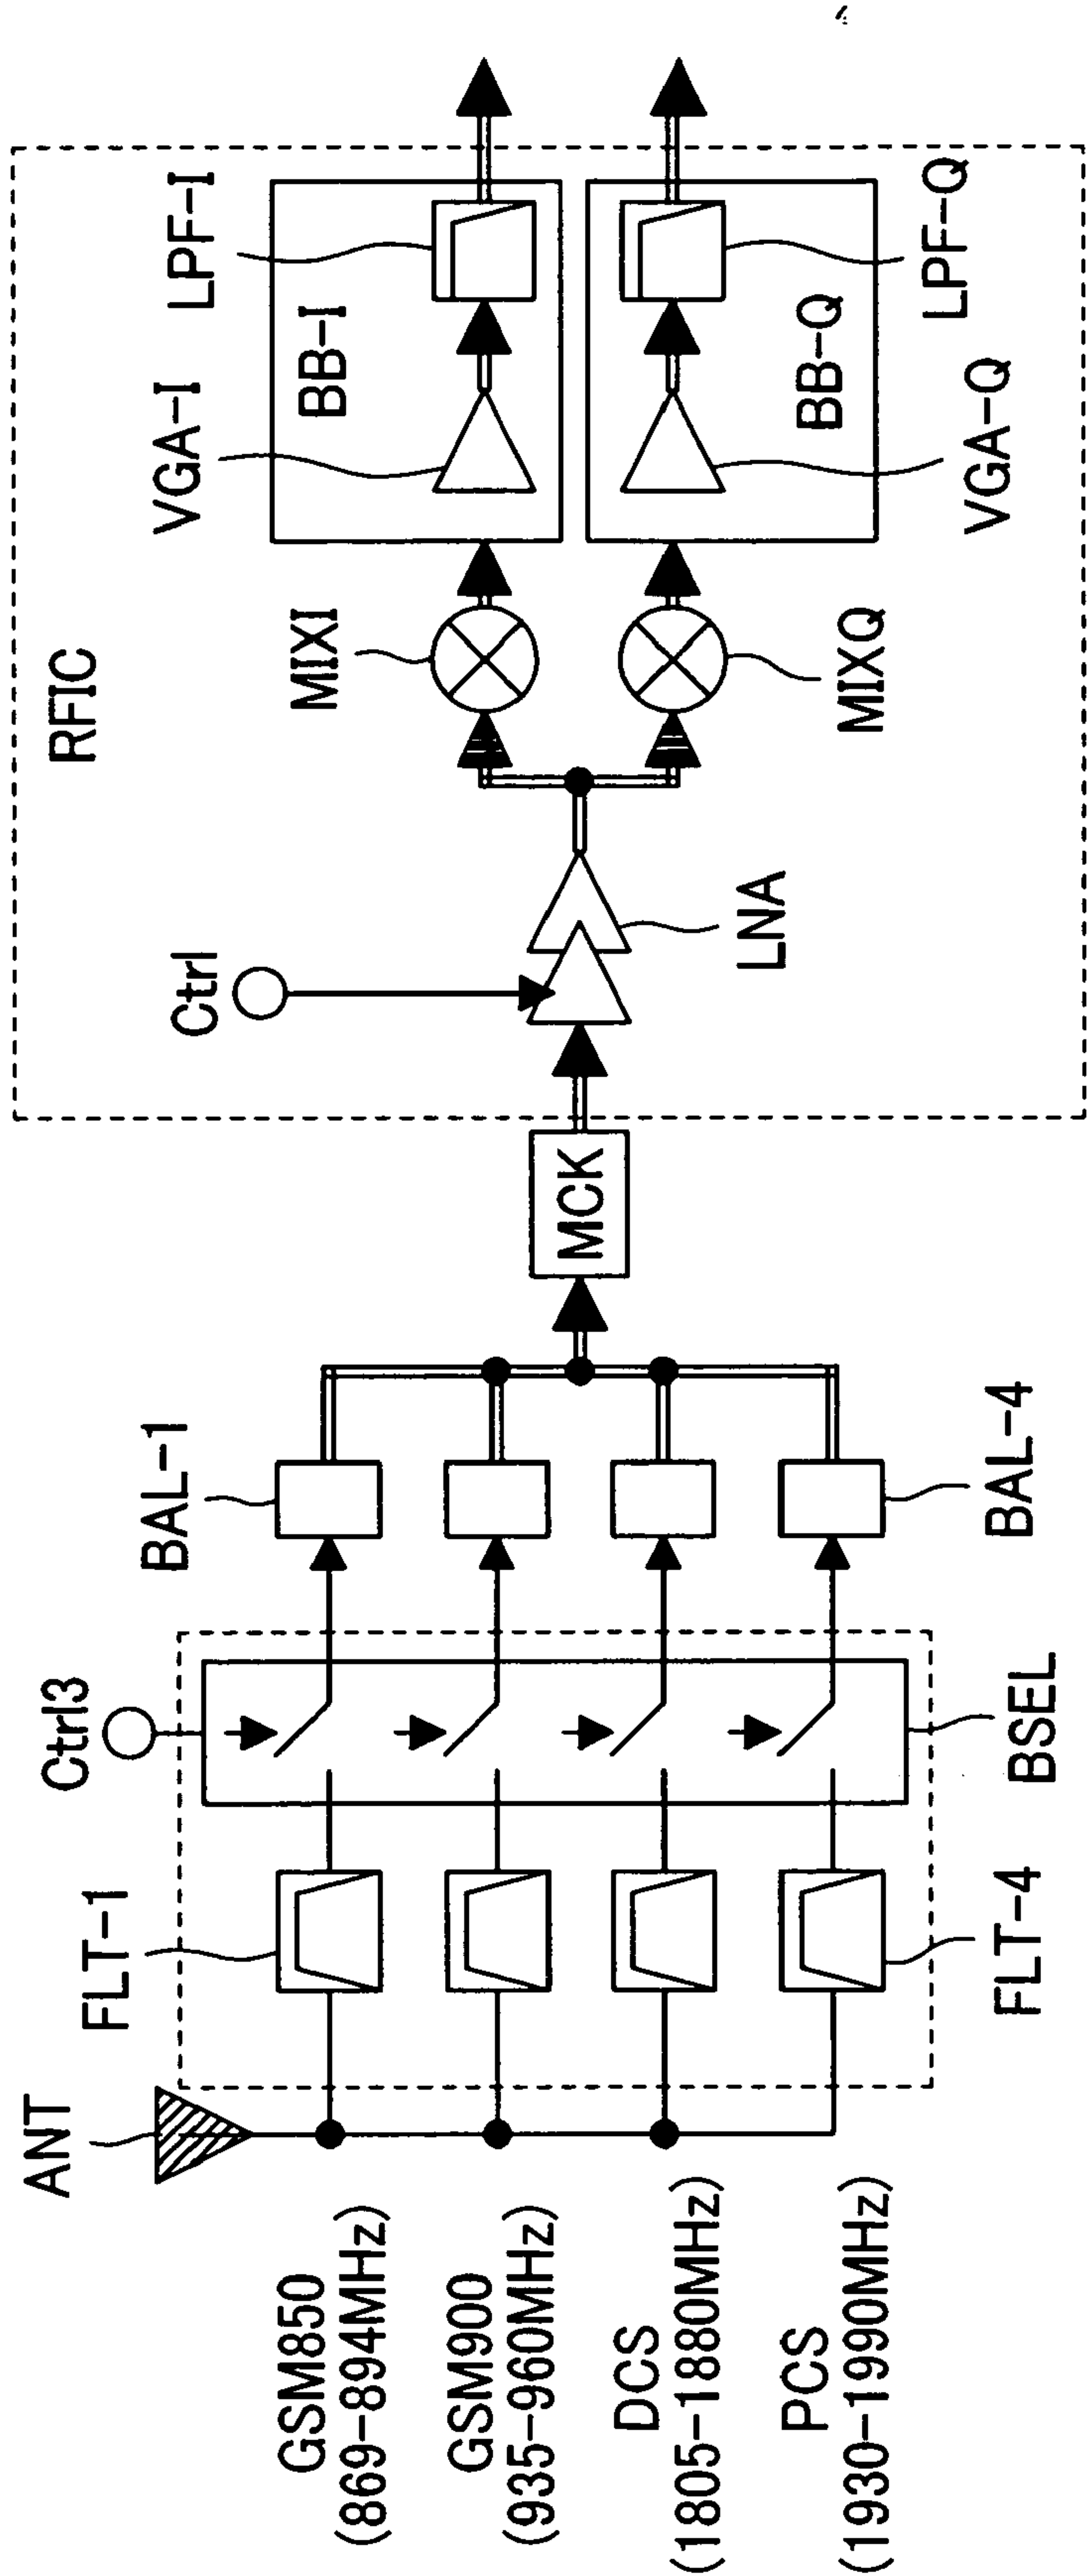 ANT
FLT-1
Ctrl3
BAL-1
Ctrl
RFIC
MIXI
VGA-I
LPF-I
BB-I
GSM850
(869-894MHz)
GSM900
(935-960MHz)
DCS
(1805-1880MHz)
PCS
(1930-1990MHz)
MCK
LNA
BB-Q
FLT-4
BSEL
BAL-4
MIXQ
VGA-Q
LPF-Q